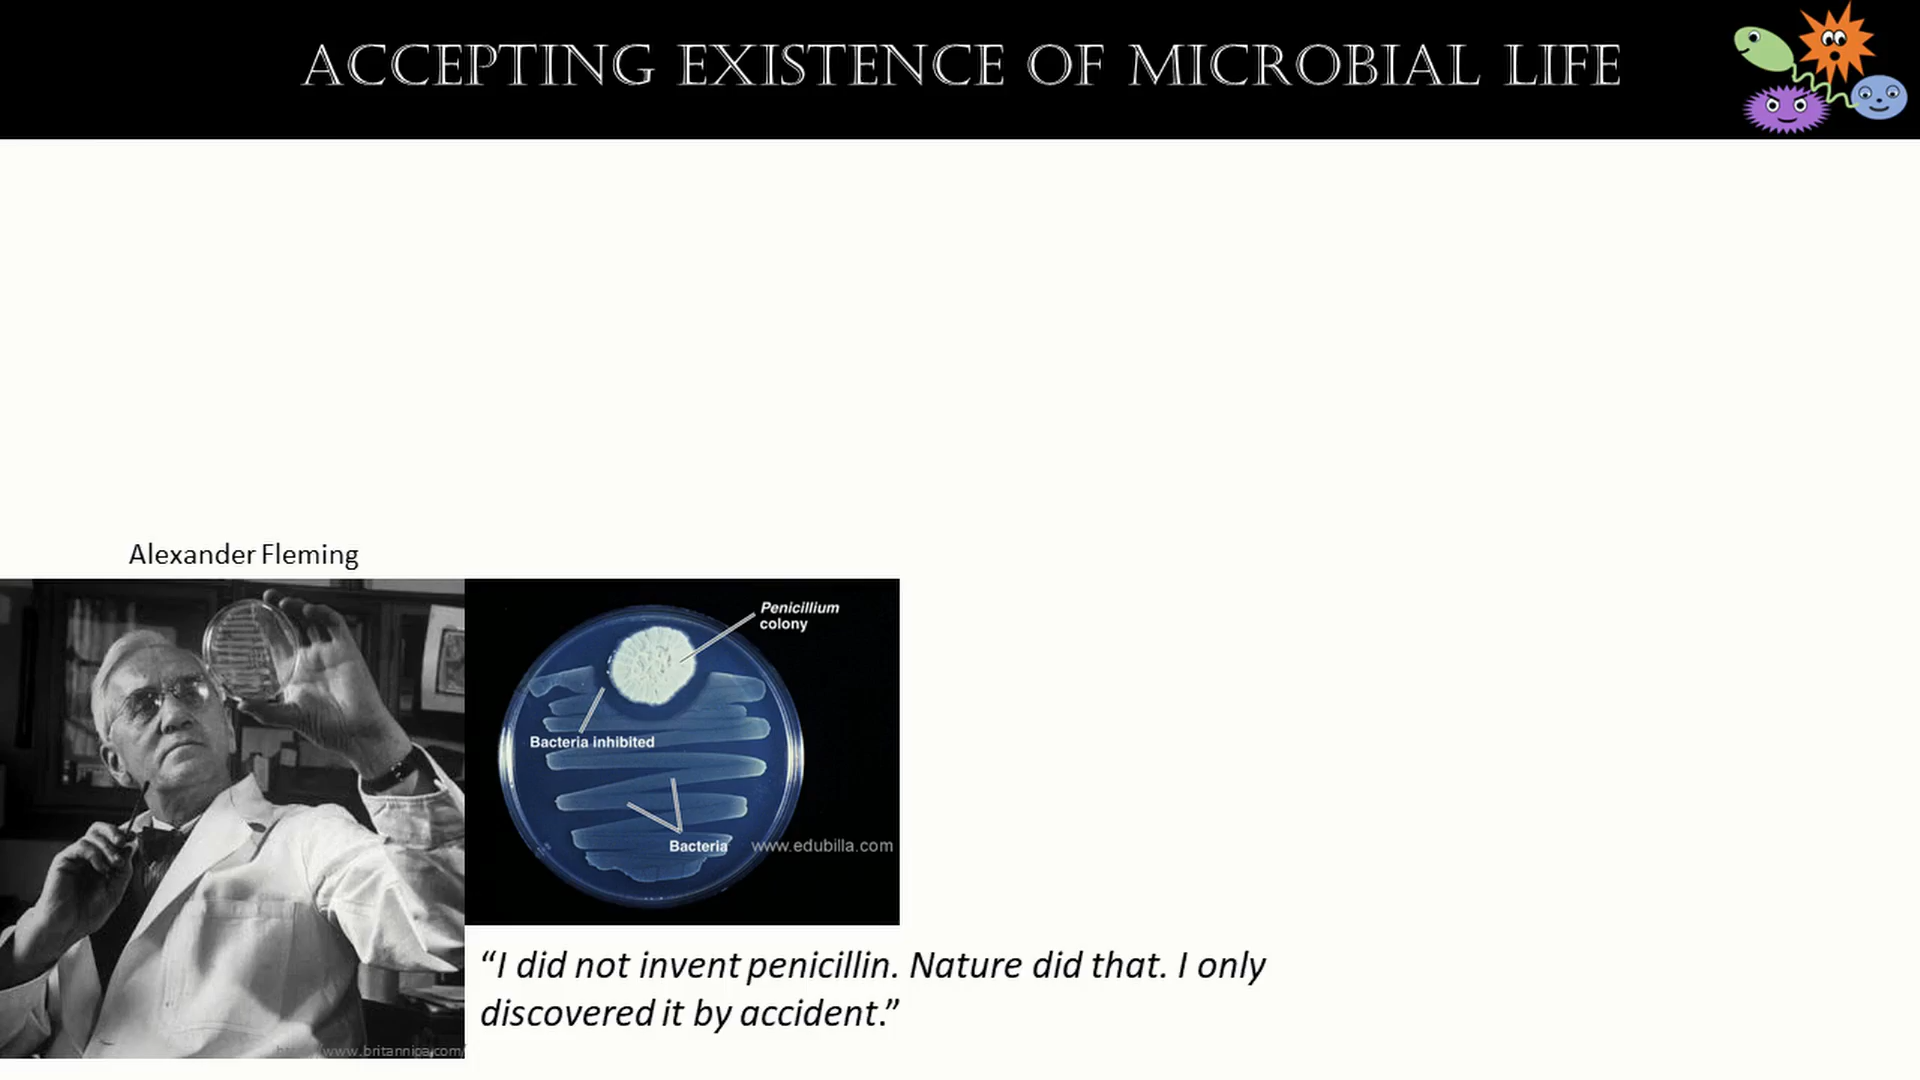 ACCEPTING EXISTENCE OF MICROBIAL LIFE
Alexander Fleming
Penicillium
colony
Bacteria inhibited
Bacteria
www.edubilla.com
“I did not invent penicillin. Nature did that. I only
discovered it by accident.”
www.britannica.com/